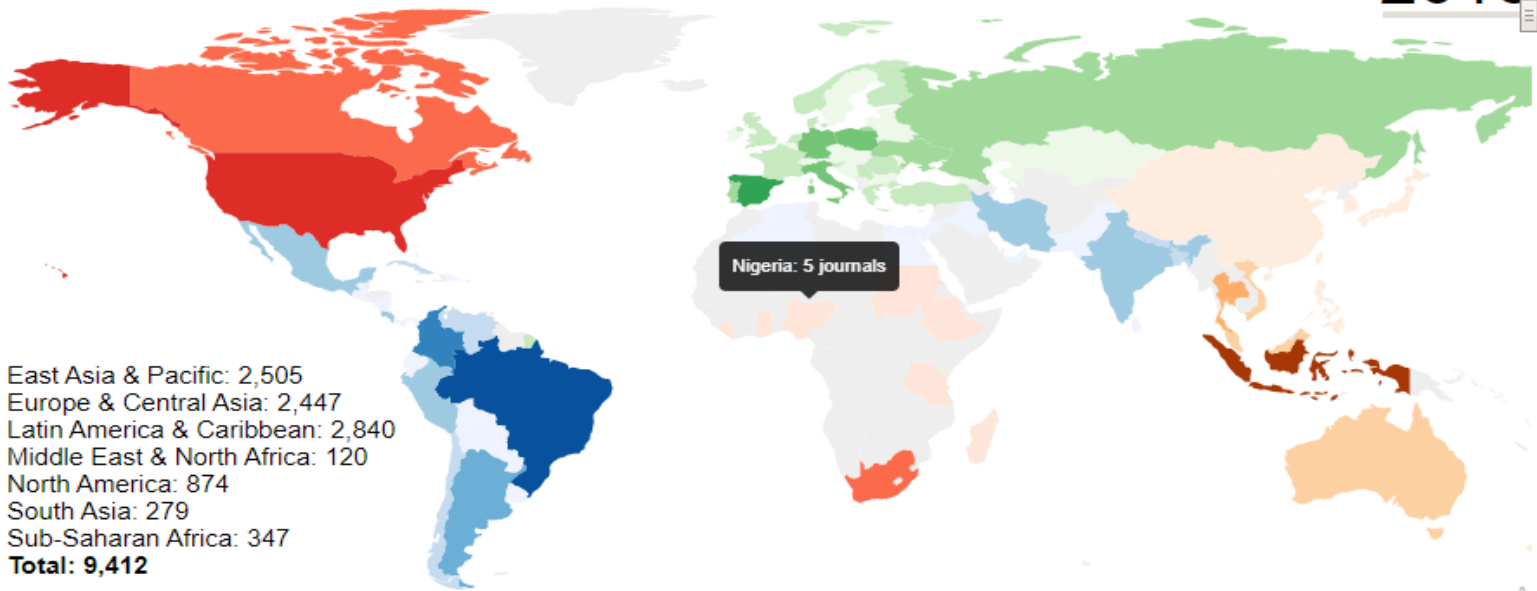 Nigeria: 5 journals
East Asia & Pacific: 2,505
Europe & Central Asia: 2,447
Latin America & Caribbean: 2,840
Middle East & North Africa: 120
North America: 874
South Asia: 279
Sub-Saharan Africa: 347
Total: 9,412